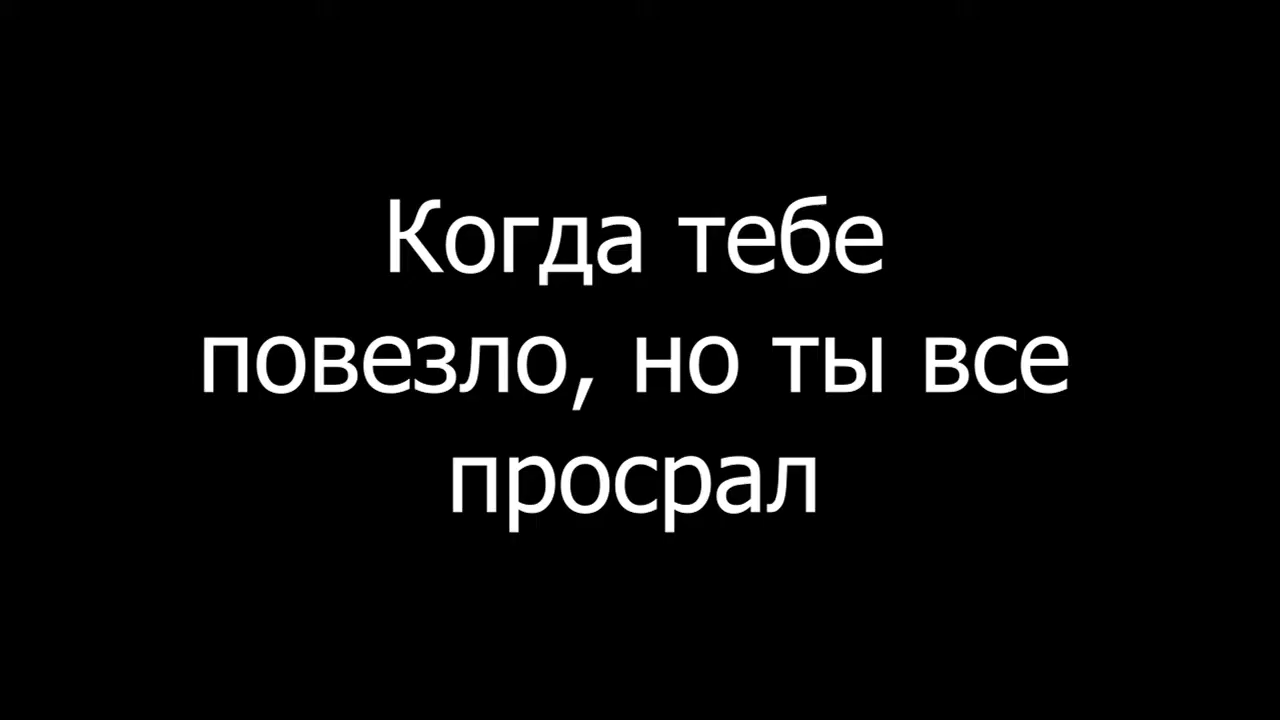 Когда тебе
повезло, но ты все
просрал